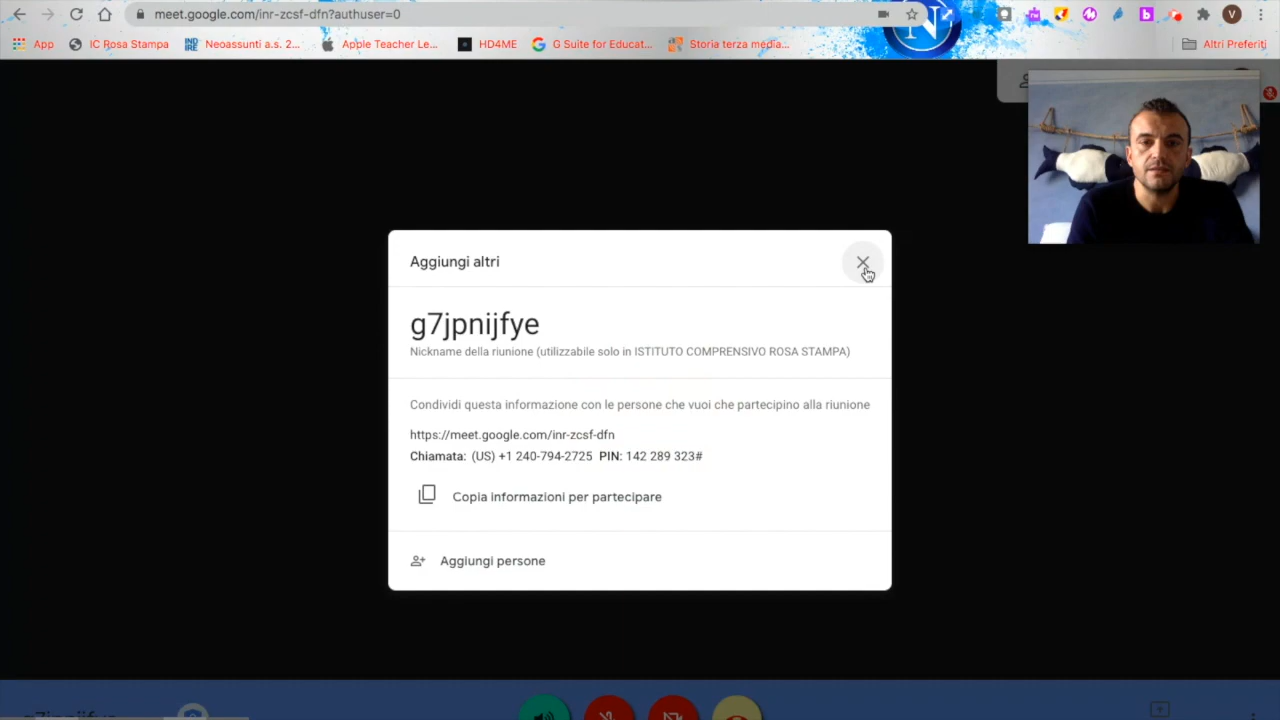 meet.google.com/inr-zcsf-dfn?authuser=0
N
V
App
IC Rosa Stampa
IND
IRE
Neoassunti a.s. 2...
Apple Teacher Le...
HD4ME
G Suite for Educat...
Storia terza media...
Altri Preferiti
Aggiungi altri
g7jpnijfye
Nickname della riunione (utilizzabile solo in ISTITUTO COMPRENSIVO ROSA STAMPA)
Condividi questa informazione con le persone che vuoi che partecipino alla riunione
https://meet.google.com/inr-zcsf-dfn
Chiamata: (US) +1 240-794-2725 PIN: 142 289 323#
Copia informazioni per partecipare
Aggiungi persone
g7jpnijfye